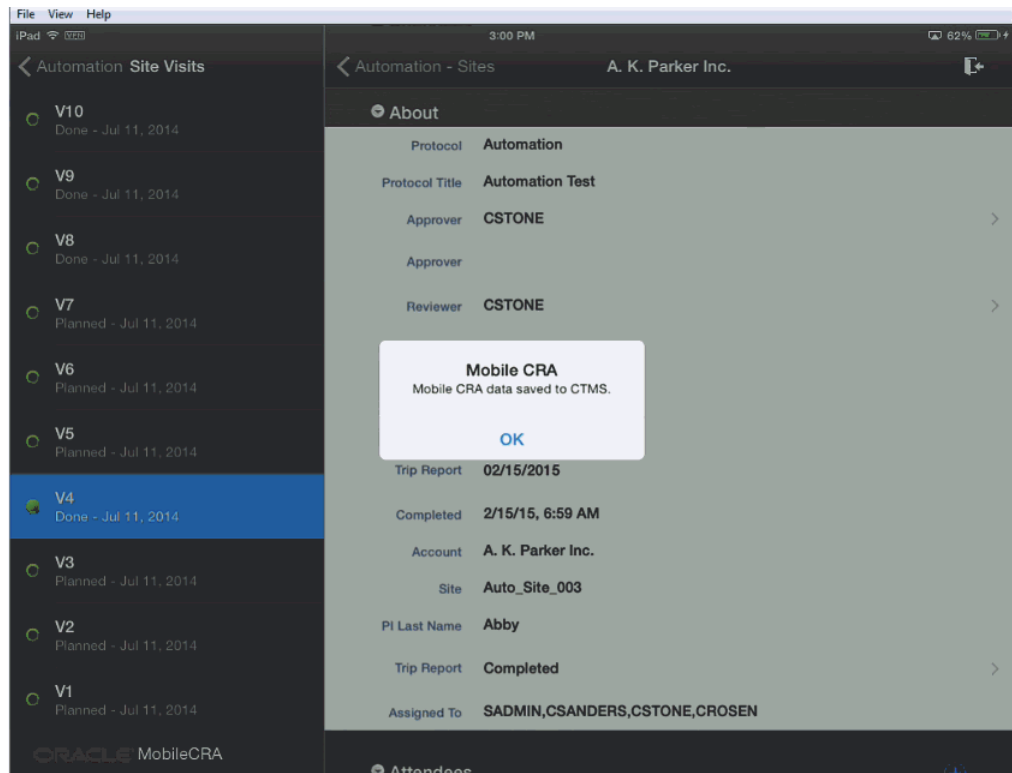 File View Help
iPad VPN 3:00 PM 62%
Automation Site Visits
Automation - Sites A. K. Parker Inc.
V10
Done - Jul 11, 2014
V9
Done - Jul 11, 2014
V8
Done - Jul 11, 2014
V7
Planned - Jul 11, 2014
V6
Planned - Jul 11, 2014
V5
Planned - Jul 11, 2014
V4
Done - Jul 11, 2014
V3
Planned - Jul 11, 2014
V2
Planned - Jul 11, 2014
V1
Planned - Jul 11, 2014
ORACLE MobileCRA
About
Protocol Automation
Protocol Title Automation Test
Approver CSTONE
Approver
Reviewer CSTONE
Mobile CRA
Mobile CRA data saved to CTMS.
OK
Trip Report 02/15/2015
Completed 2/15/15, 6:59 AM
Account A. K. Parker Inc.
Site Auto_Site_003
PI Last Name Abby
Trip Report Completed
Assigned To SADMIN,CSANDERS,CSTONE,CROSEN
Attendees